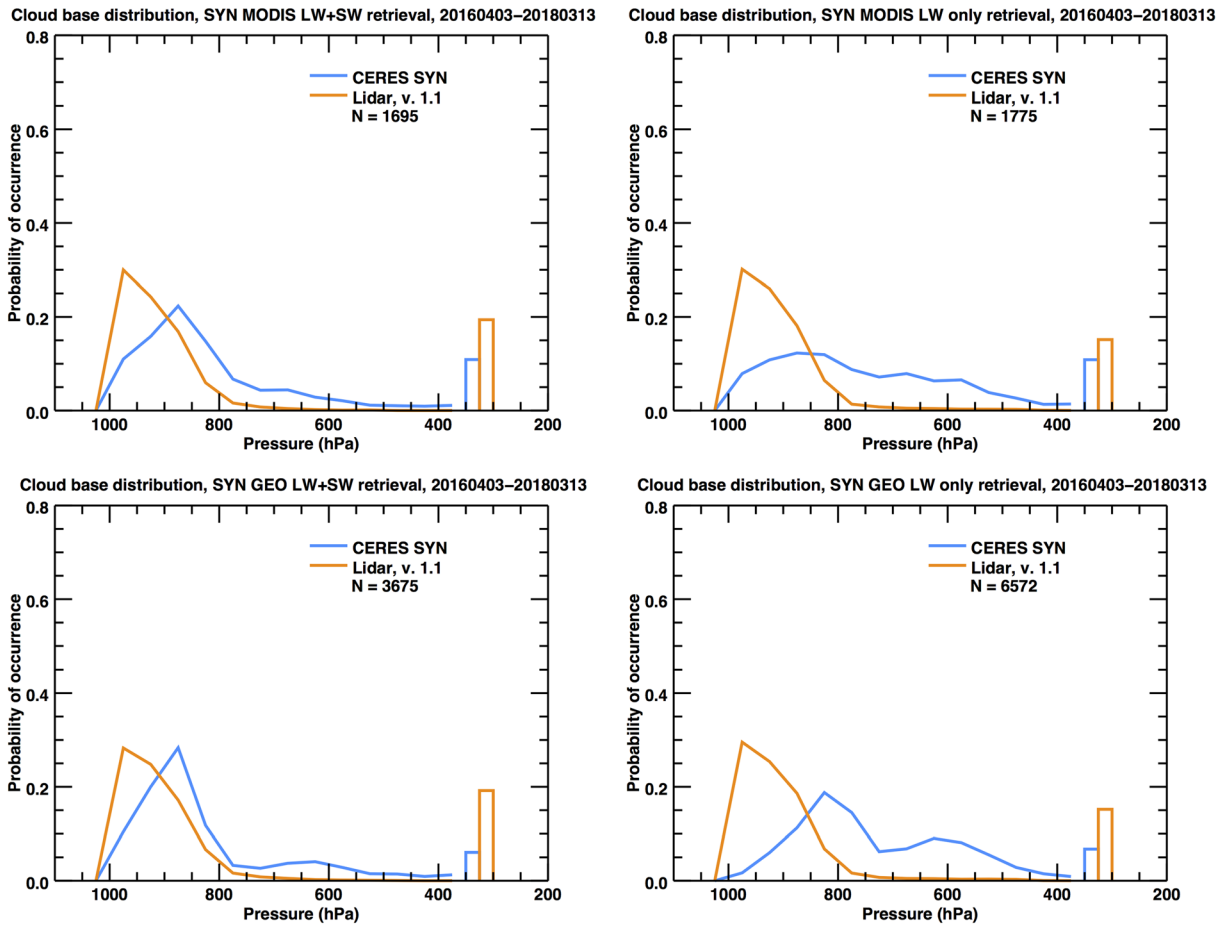 Cloud base distribution, SYN MODIS LW+SW retrieval, 20160403–20180313
0.8
0.6
0.4
0.2
0.0
Probability of occurrence
CERES SYN
Lidar, v. 1.1
N = 1695
1000
800
600
400
200
Pressure (hPa)
Cloud base distribution, SYN MODIS LW only retrieval, 20160403–20180313
0.8
0.6
0.4
0.2
0.0
Probability of occurrence
CERES SYN
Lidar, v. 1.1
N = 1775
1000
800
600
400
200
Pressure (hPa)
Cloud base distribution, SYN GEO LW+SW retrieval, 20160403–20180313
0.8
0.6
0.4
0.2
0.0
Probability of occurrence
CERES SYN
Lidar, v. 1.1
N = 3675
1000
800
600
400
200
Pressure (hPa)
Cloud base distribution, SYN GEO LW only retrieval, 20160403–20180313
0.8
0.6
0.4
0.2
0.0
Probability of occurrence
CERES SYN
Lidar, v. 1.1
N = 6572
1000
800
600
400
200
Pressure (hPa)